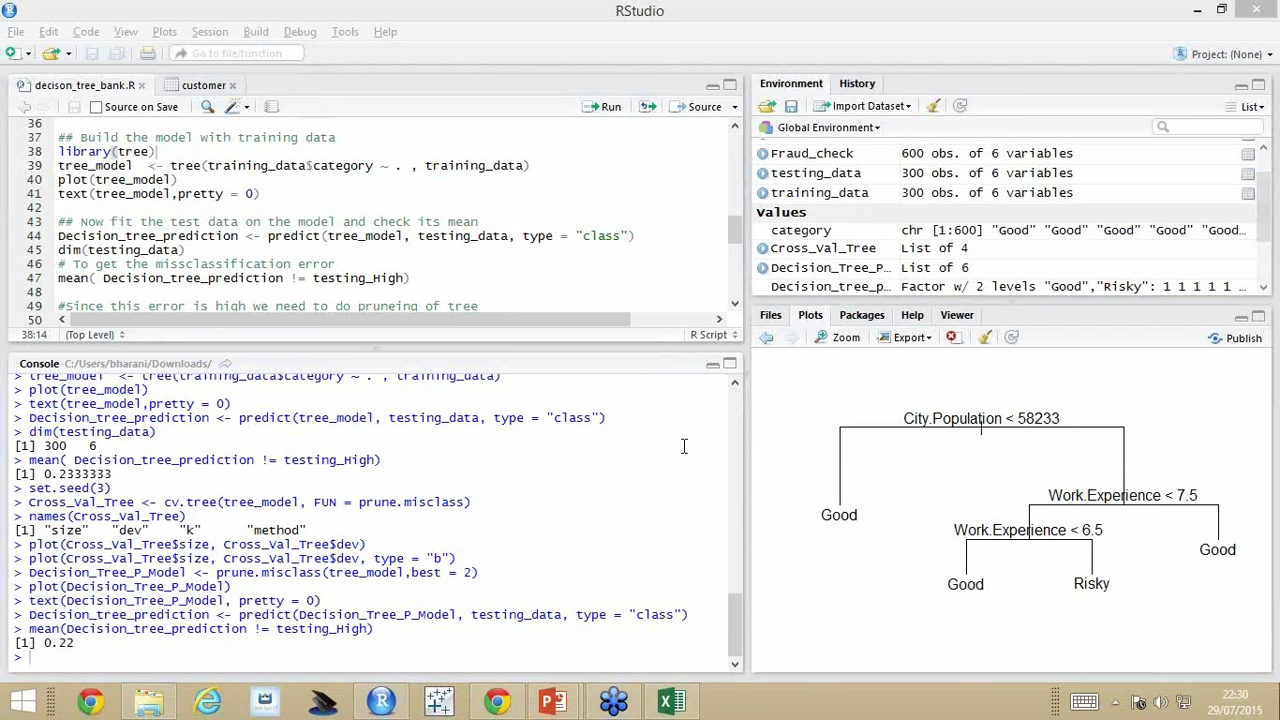 RStudio
File Edit Code View Plots Session Build Debug Tools Help
Go to file/function
Project: (None)
decison_tree_bank.R
customer
Source on Save
Run
Source
36
37 ## Build the model with training data
38 library(tree)
39 tree_model <- tree(training_data$category ~ . , training_data)
40 plot(tree_model)
41 text(tree_model,pretty = 0)
42
43 ## Now fit the test data on the model and check its mean
44 Decision_tree_prediction <- predict(tree_model, testing_data, type = "class")
45 dim(testing_data)
46 # To get the missclassification error
47 mean( Decision_tree_prediction != testing_High)
48
49 #Since this error is high we need to do pruneing of tree
50
38:14 (Top Level) R Script
Console C:/Users/bharani/Downloads/
> tree_model <- tree(training_data$category ~ . , training_data)
> plot(tree_model)
> text(tree_model,pretty = 0)
> Decision_tree_prediction <- predict(tree_model, testing_data, type = "class")
> dim(testing_data)
[1] 300 6
> mean( Decision_tree_prediction != testing_High)
[1] 0.2333333
> set.seed(3)
> Cross_Val_Tree <- cv.tree(tree_model, FUN = prune.misclass)
> names(Cross_Val_Tree)
[1] "size" "dev" "k" "method"
> plot(Cross_Val_Tree$size, Cross_Val_Tree$dev)
> plot(Cross_Val_Tree$size, Cross_Val_Tree$dev, type = "b")
> Decision_Tree_P_Model <- prune.misclass(tree_model,best = 2)
> plot(Decision_Tree_P_Model)
> text(Decision_Tree_P_Model, pretty = 0)
> Decision_tree_prediction <- predict(Decision_Tree_P_Model, testing_data, type = "class")
> mean(Decision_tree_prediction != testing_High)
[1] 0.22
>
Environment History
Import Dataset
List
Global Environment
Fraud_check 600 obs. of 6 variables
testing_data 300 obs. of 6 variables
training_data 300 obs. of 6 variables
Values
category chr [1:600] "Good" "Good" "Good" "Good" "Good…
Cross_Val_Tree List of 4
Decision_Tree_P… List of 6
Decision_tree_p… Factor w/ 2 levels "Good","Risky": 1 1 1 1 1 …
Files Plots Packages Help Viewer
Zoom Export Publish
City.Population < 58233
Work.Experience < 7.5
Good
Work.Experience < 6.5
Good
Good
Risky
22:30
29/07/2015